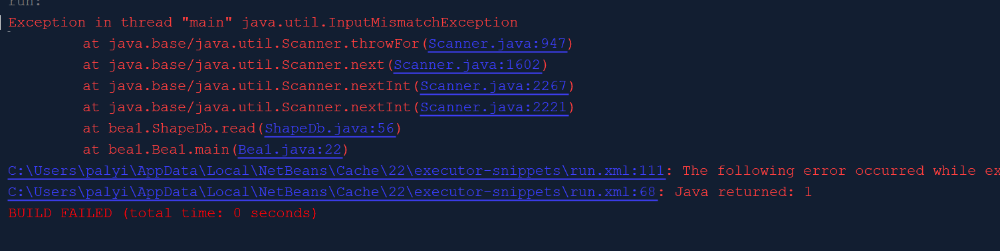 run:
Exception in thread "main" java.util.InputMismatchException
at java.base/java.util.Scanner.throwFor(Scanner.java:947)
at java.base/java.util.Scanner.next(Scanner.java:1602)
at java.base/java.util.Scanner.nextInt(Scanner.java:2267)
at java.base/java.util.Scanner.nextInt(Scanner.java:2221)
at bea1.ShapeDb.read(ShapeDb.java:56)
at bea1.Bea1.main(Bea1.java:22)
C:\Users\palyi\AppData\Local\NetBeans\Cache\22\executor-snippets\run.xml:111: The following error occurred while ex
C:\Users\palyi\AppData\Local\NetBeans\Cache\22\executor-snippets\run.xml:68: Java returned: 1
BUILD FAILED (total time: 0 seconds)